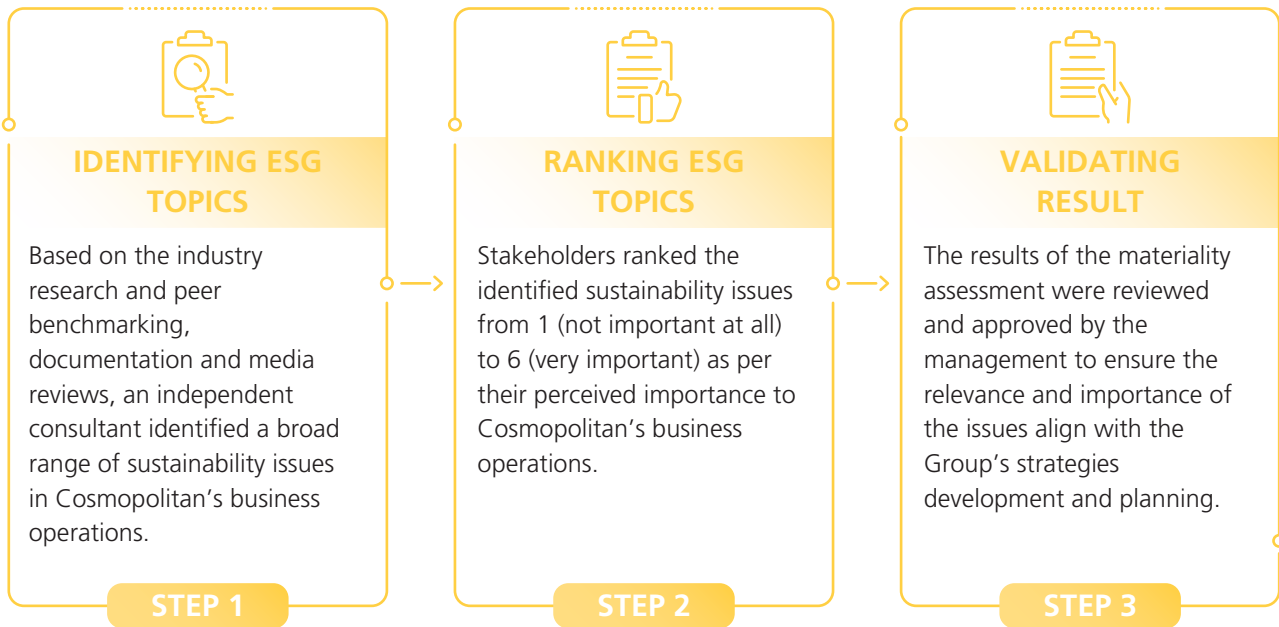 IDENTIFYING ESG
TOPICS
Based on the industry
research and peer
benchmarking,
documentation and media
reviews, an independent
consultant identified a broad
range of sustainability issues
in Cosmopolitan’s business
operations.
STEP 1
RANKING ESG
TOPICS
Stakeholders ranked the
identified sustainability issues
from 1 (not important at all)
to 6 (very important) as per
their perceived importance to
Cosmopolitan’s business
operations.
STEP 2
VALIDATING
RESULT
The results of the materiality
assessment were reviewed
and approved by the
management to ensure the
relevance and importance of
the issues align with the
Group’s strategies
development and planning.
STEP 3